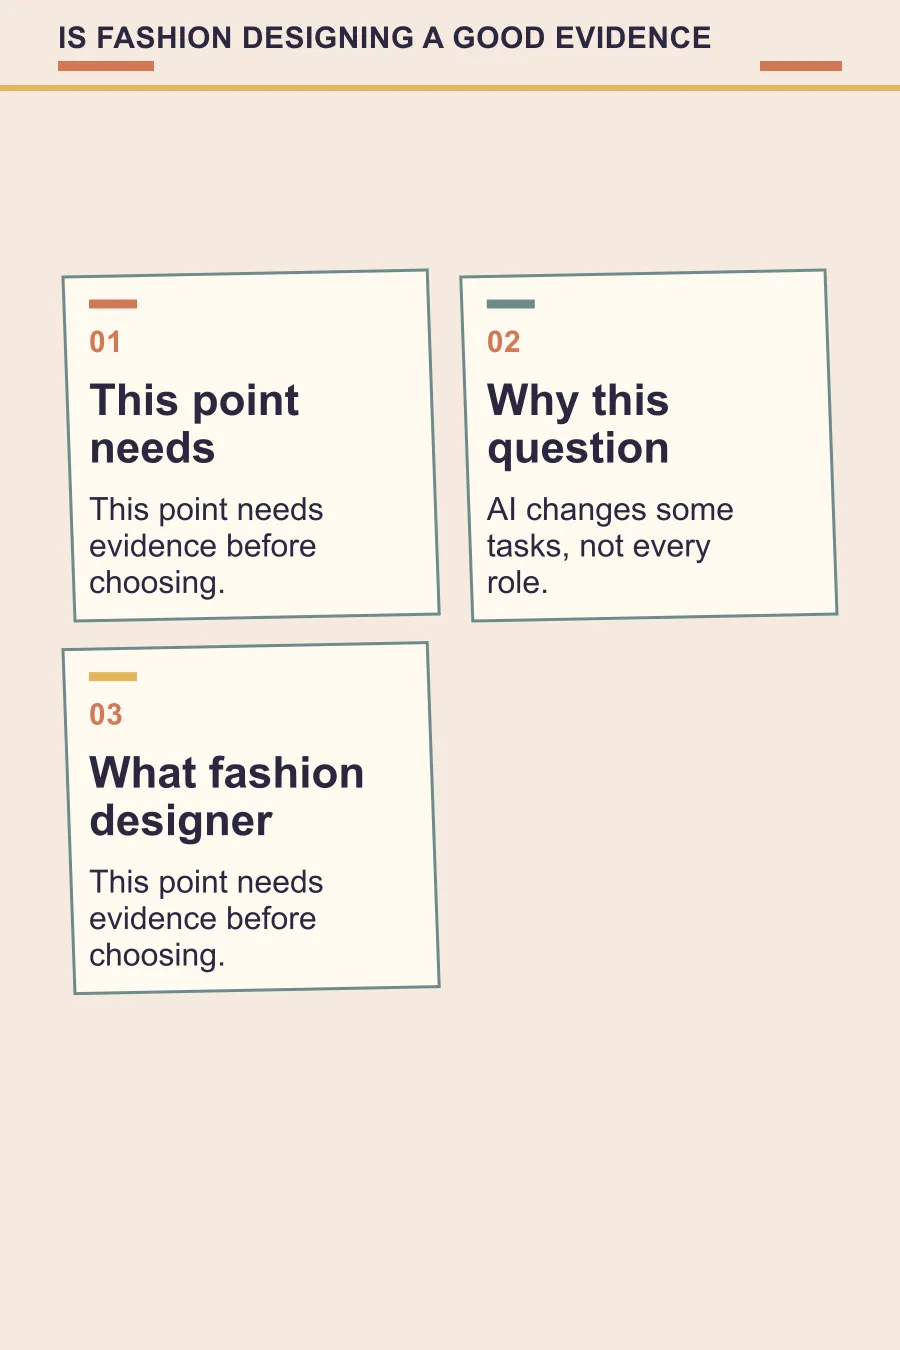 IS FASHION DESIGNING A GOOD EVIDENCE
01
This point
needs
This point needs
evidence before
choosing.
02
Why this
question
AI changes some
tasks, not every
role.
03
What fashion
designer
This point needs
evidence before
choosing.